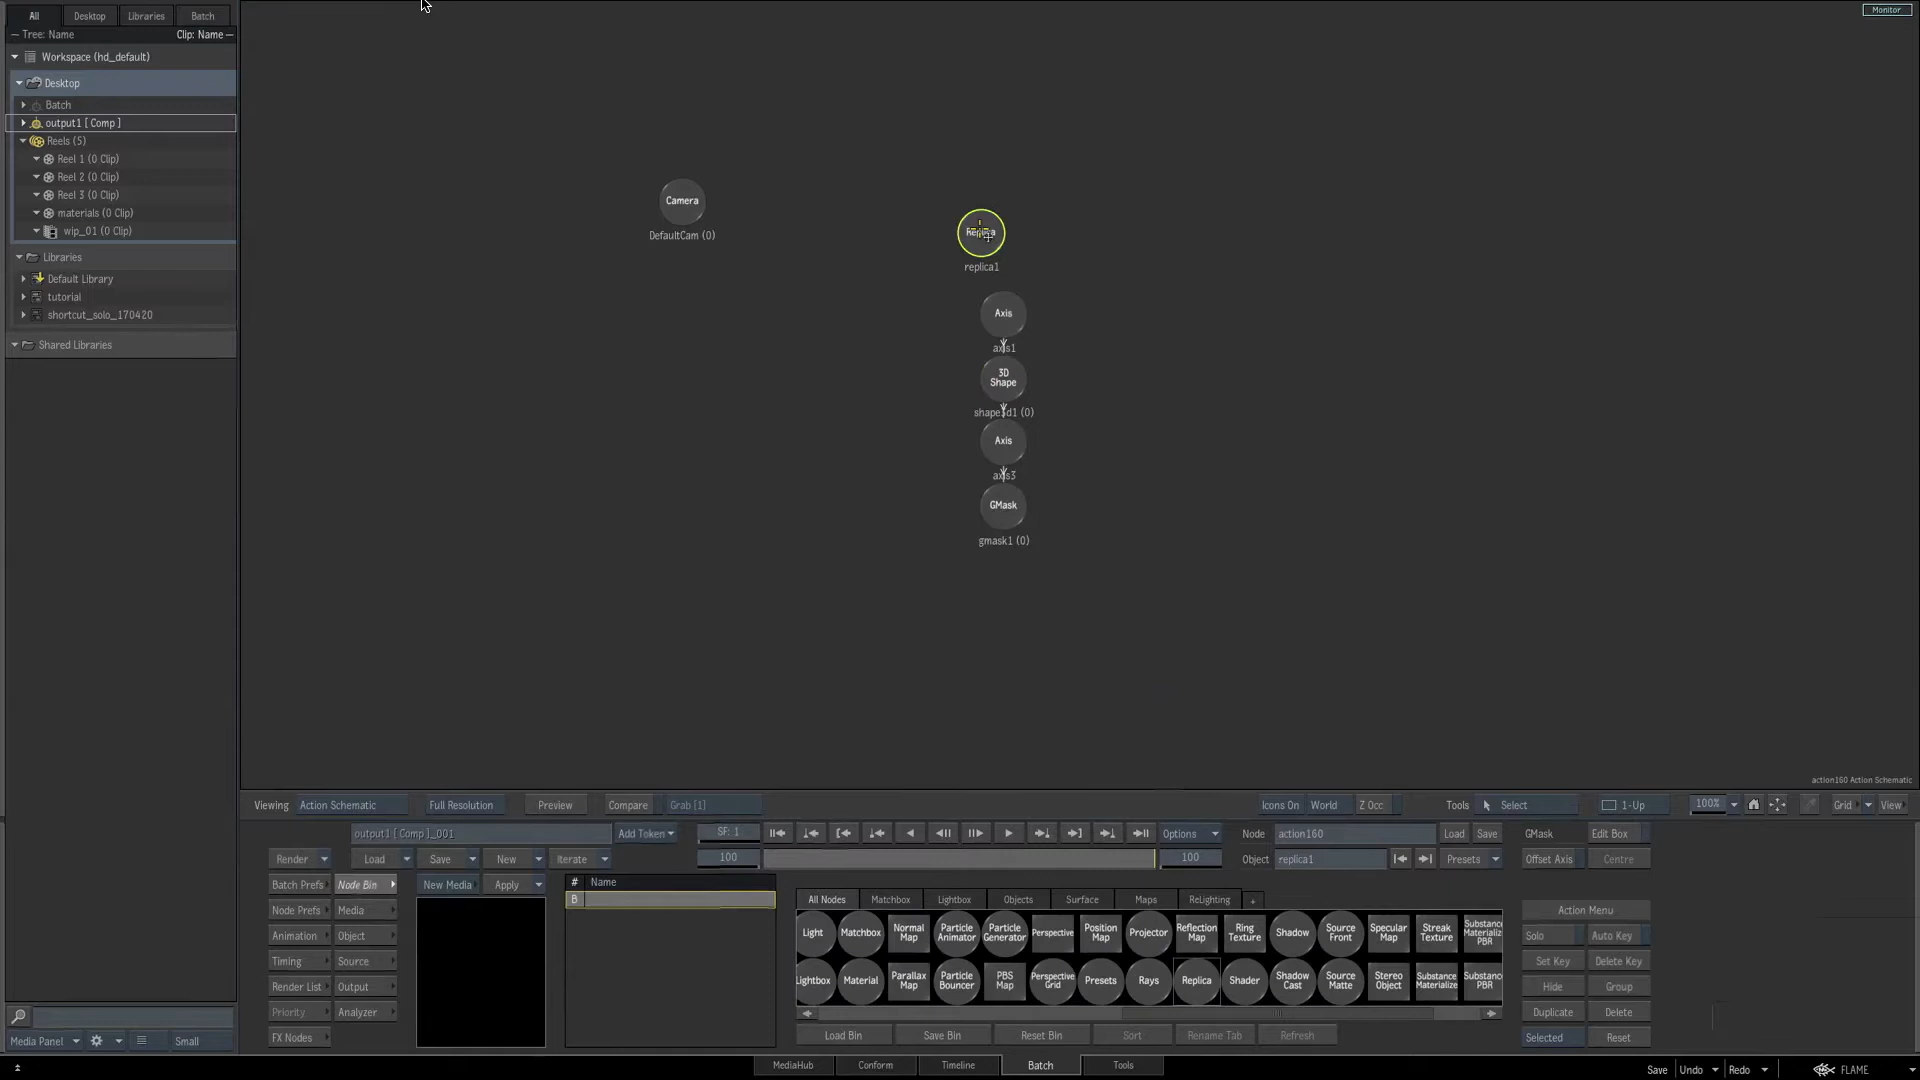 All Desktop Libraries Batch
Tree: Name Clip: Name
Workspace (hd_default)
Desktop
Batch
output1 [ Comp ]
Reels (5)
Reel 1 (0 Clip)
Reel 2 (0 Clip)
Reel 3 (0 Clip)
materials (0 Clip)
wip_01 (0 Clip)
Libraries
Default Library
tutorial
shortcut_solo_170420
Shared Libraries
Monitor
Camera
DefaultCam (0)
Replica
replica1
Axis
axis1
3D
Shape
shape3d1 (0)
Axis
axis3
GMask
gmask1 (0)
action160 Action Schematic
Viewing Action Schematic Full Resolution Preview Compare Grab [1] Icons On World Z Occ Tools Select 1-Up 100% Grid View
output1 [ Comp ]_001 Add Token SF: 1 Options Node action160 Load Save GMask Edit Box
Render Load Save New Iterate 100 100 Object replica1 Presets Offset Axis Centre
Batch Prefs Node Bin New Media Apply # Name
Node Prefs Media B
Animation Object
Timing Source
Render List Output
Priority Analyzer
FX Nodes
All Nodes Matchbox Lightbox Objects Surface Maps ReLighting +
Light Matchbox Normal Map Particle Animator Particle Generator Perspective Position Map Projector Reflection Map Ring Texture Shadow Source Front Specular Map Streak Texture Substance Materialize PBR
Lightbox Material Parallax Map Particle Bouncer PBS Map Perspective Grid Presets Rays Replica Shader Shadow Cast Source Matte Stereo Object Substance Materialize Substance PBR
Load Bin Save Bin Reset Bin Sort Rename Tab Refresh
Action Menu
Solo Auto Key
Set Key Delete Key
Hide Group
Duplicate Delete
Selected Reset
Media Panel Small
MediaHub Conform Timeline Batch Tools
Save Undo Redo FLAME